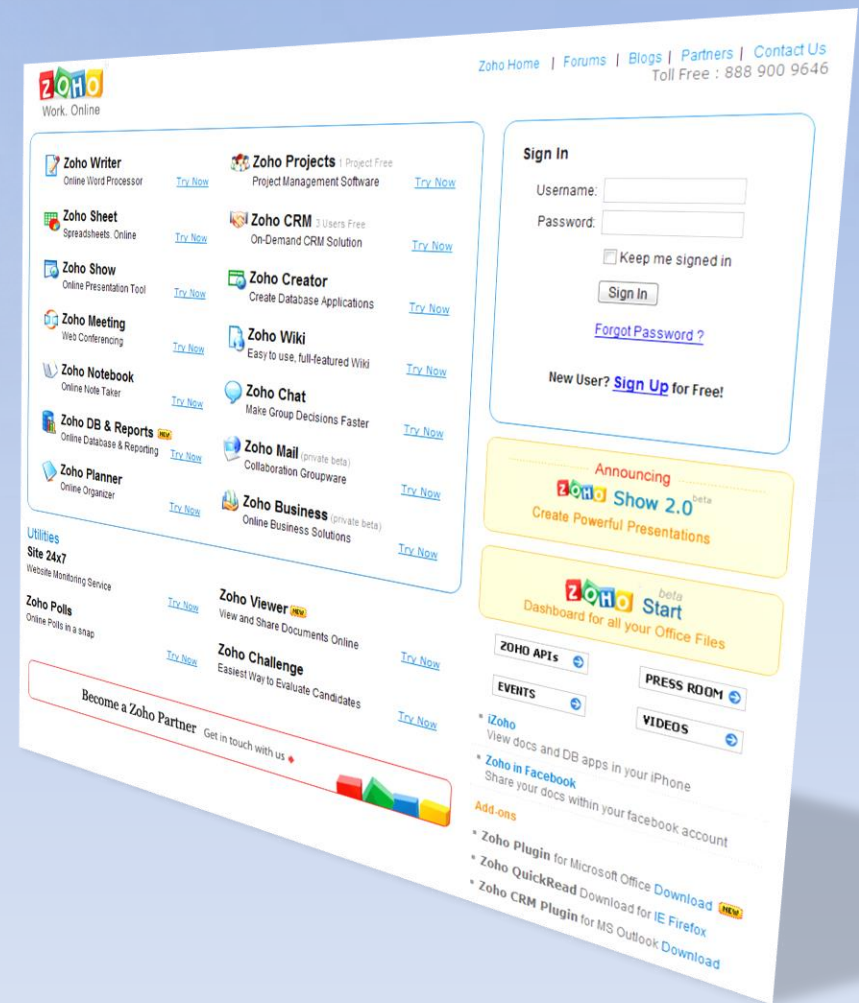 ZOHO
Work. Online
Zoho Home | Forums | Blogs | Partners | Contact Us
Toll Free : 888 900 9646
Zoho Writer
Online Word Processor
Try Now
Zoho Sheet
Spreadsheets. Online
Try Now
Zoho Show
Online Presentation Tool
Try Now
Zoho Meeting
Web Conferencing
Try Now
Zoho Notebook
Online Note Taker
Try Now
Zoho DB & Reports NEW
Online Database & Reporting
Try Now
Zoho Planner
Online Organizer
Try Now
Zoho Projects 1 Project Free
Project Management Software
Try Now
Zoho CRM 3 Users Free
On-Demand CRM Solution
Try Now
Zoho Creator
Create Database Applications
Try Now
Zoho Wiki
Easy to use, full-featured Wiki
Try Now
Zoho Chat
Make Group Decisions Faster
Try Now
Zoho Mail (private beta)
Collaboration Groupware
Try Now
Zoho Business (private beta)
Online Business Solutions
Try Now
Utilities
Site 24x7
Website Monitoring Service
Try Now
Zoho Polls
Online Polls in a snap
Try Now
Zoho Viewer NEW
View and Share Documents Online
Try Now
Zoho Challenge
Easiest Way to Evaluate Candidates
Try Now
Become a Zoho Partner Get in touch with us
Sign In
Username:
Password:
Keep me signed in
Sign In
Forgot Password ?
New User? Sign Up for Free!
Announcing
ZOHO Show 2.0 beta
Create Powerful Presentations
ZOHO Start beta
Dashboard for all your Office Files
ZOHO APIs
PRESS ROOM
EVENTS
VIDEOS
iZoho
View docs and DB apps in your iPhone
Zoho in Facebook
Share your docs within your facebook account
Add-ons
Zoho Plugin for Microsoft Office Download NEW
Zoho QuickRead Download for IE Firefox
Zoho CRM Plugin for MS Outlook Download